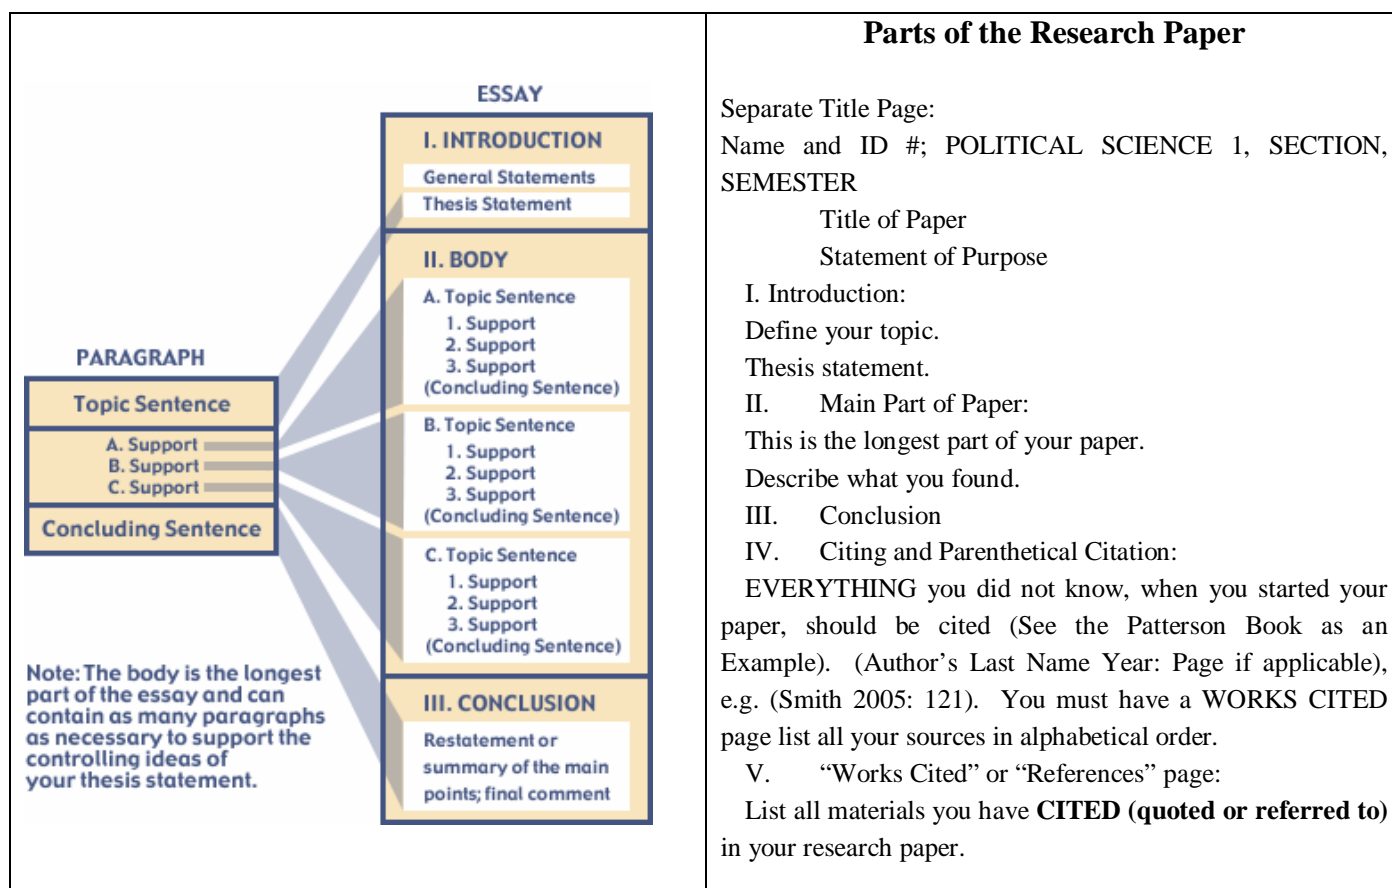 PARAGRAPH
Topic Sentence
A. Support
B. Support
C. Support
Concluding Sentence
Note: The body is the longest
part of the essay and can
contain as many paragraphs
as necessary to support the
controlling ideas of
your thesis statement.
ESSAY
I. INTRODUCTION
General Statements
Thesis Statement
II. BODY
A. Topic Sentence
1. Support
2. Support
3. Support
(Concluding Sentence)
B. Topic Sentence
1. Support
2. Support
3. Support
(Concluding Sentence)
C. Topic Sentence
1. Support
2. Support
3. Support
(Concluding Sentence)
III. CONCLUSION
Restatement or
summary of the main
points; final comment
Parts of the Research Paper
Separate Title Page:
Name and ID #; POLITICAL SCIENCE 1, SECTION,
SEMESTER
Title of Paper
Statement of Purpose
I. Introduction:
Define your topic.
Thesis statement.
II. Main Part of Paper:
This is the longest part of your paper.
Describe what you found.
III. Conclusion
IV. Citing and Parenthetical Citation:
EVERYTHING you did not know, when you started your
paper, should be cited (See the Patterson Book as an
Example). (Author’s Last Name Year: Page if applicable),
e.g. (Smith 2005: 121). You must have a WORKS CITED
page list all your sources in alphabetical order.
V. “Works Cited” or “References” page:
List all materials you have CITED (quoted or referred to)
in your research paper.